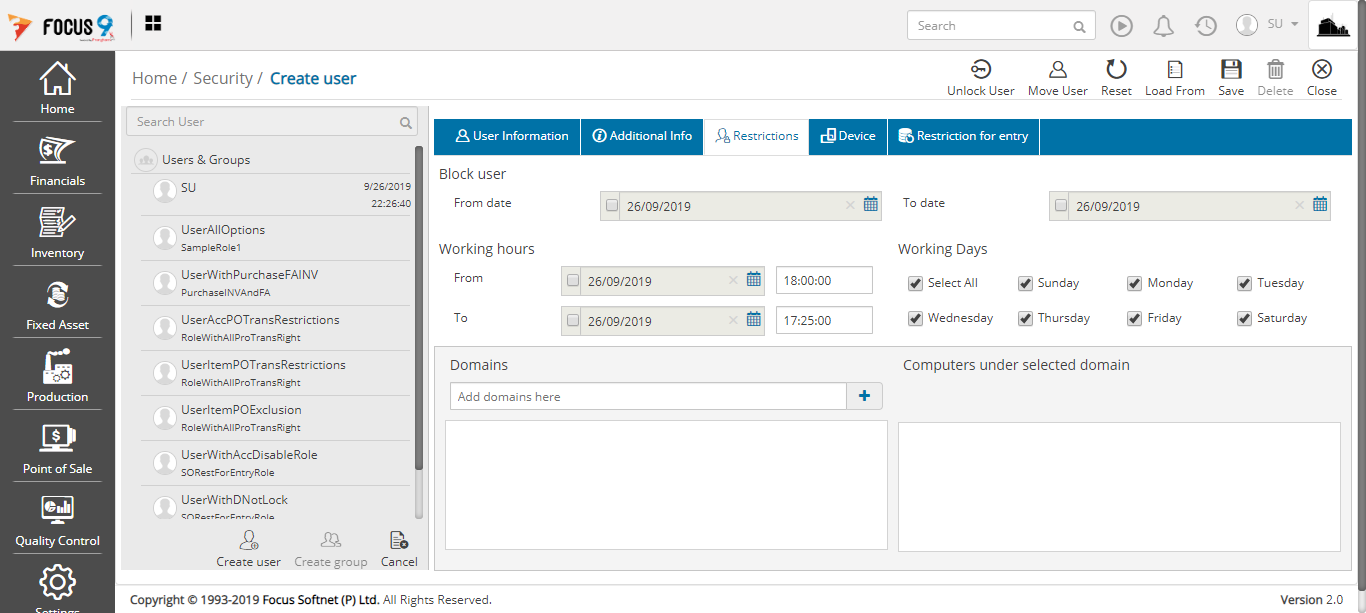 FOCUS 9
Search
SU
Home / Security / Create user
Unlock User
Move User
Reset
Load From
Save
Delete
Close
Home
Financials
Inventory
Fixed Asset
Production
Point of Sale
Quality Control
Settings
Search User
Users & Groups
SU
9/26/2019
22:26:40
UserAllOptions
SampleRole1
UserWithPurchaseFAINV
PurchaseINVAndFA
UserAccPOTransRestrictions
RoleWithAllProTransRight
UserItemPOTransRestrictions
RoleWithAllProTransRight
UserItemPOExclusion
RoleWithAllProTransRight
UserWithAccDisableRole
SORestForEntryRole
UserWithDNotLock
SORestForEntryRole
Create user
Create group
Cancel
User Information
Additional Info
Restrictions
Device
Restriction for entry
Block user
From date
26/09/2019
To date
26/09/2019
Working hours
From
26/09/2019
18:00:00
To
26/09/2019
17:25:00
Working Days
Select All
Sunday
Monday
Tuesday
Wednesday
Thursday
Friday
Saturday
Domains
Add domains here
Computers under selected domain
Copyright © 1993-2019 Focus Softnet (P) Ltd. All Rights Reserved.
Version 2.0